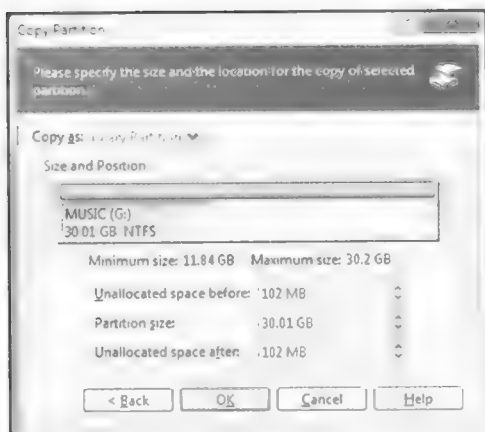 Copy Partition
Please specify the size and the location for the copy of selected
partition.
Copy as: Primary Partition
Size and Position
MUSIC (G:)
30.01 GB NTFS
Minimum size: 11.84 GB Maximum size: 30.2 GB
Unallocated space before: 102 MB
Partition size: 30.01 GB
Unallocated space after: 102 MB
< Back OK Cancel Help